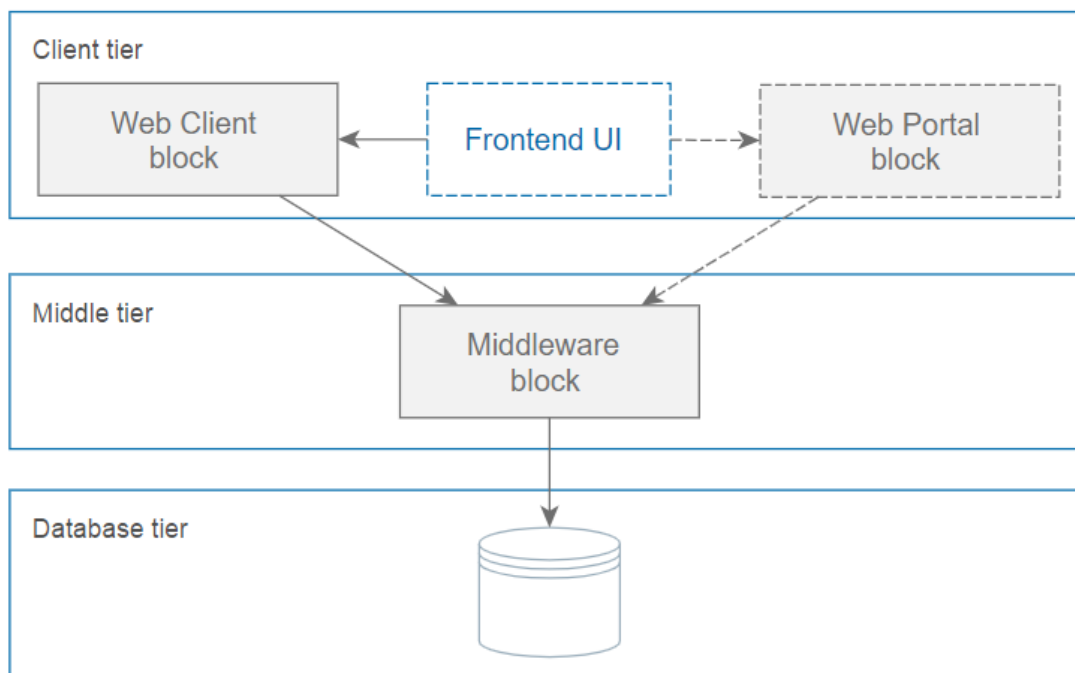 Client tier
Web Client
block
Frontend UI
Web Portal
block
Middle tier
Middleware
block
Database tier